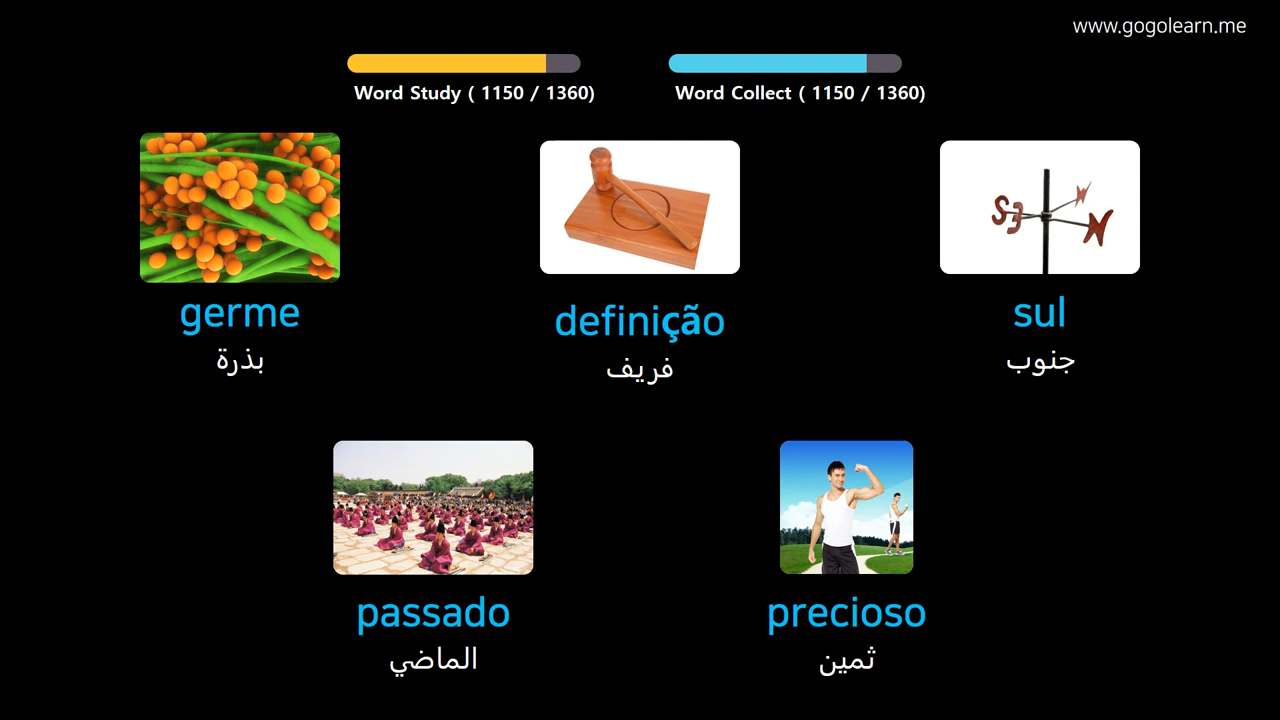 www.gogolearn.me
Word Study ( 1150 / 1360)
Word Collect ( 1150 / 1360)
germe
بذرة
definição
فريف
sul
جنوب
passado
الماضي
precioso
ثمين